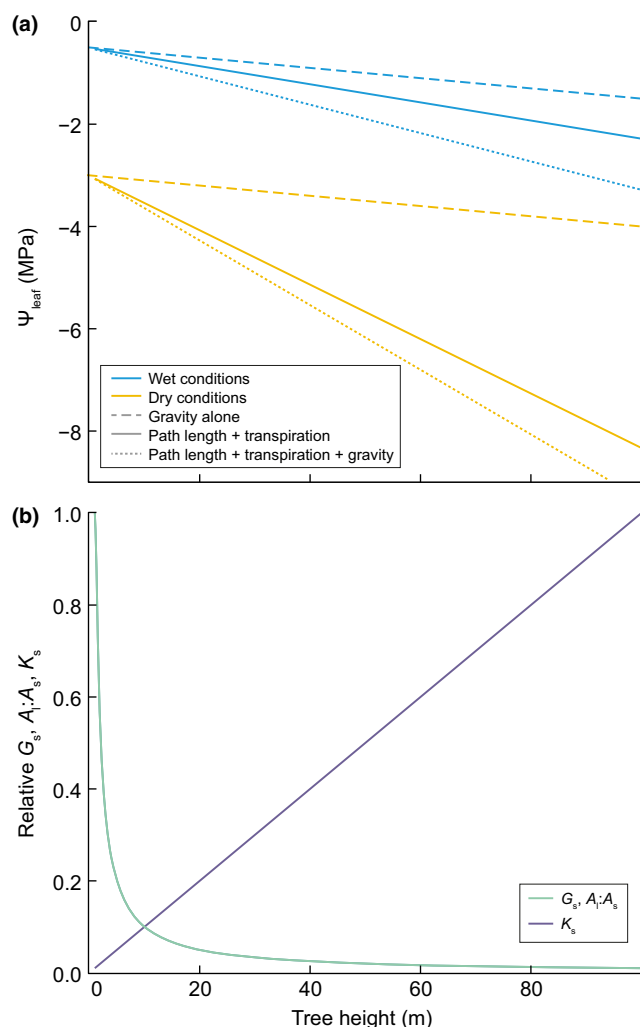 (a)
0
−2
−4
−6
−8
Ψleaf (MPa)
Wet conditions
Dry conditions
Gravity alone
Path length + transpiration
Path length + transpiration + gravity
(b)
1.0
0.8
0.6
0.4
0.2
0.0
Relative Gs, Al:As, Ks
Gs, Al:As
Ks
0 20 40 60 80
Tree height (m)